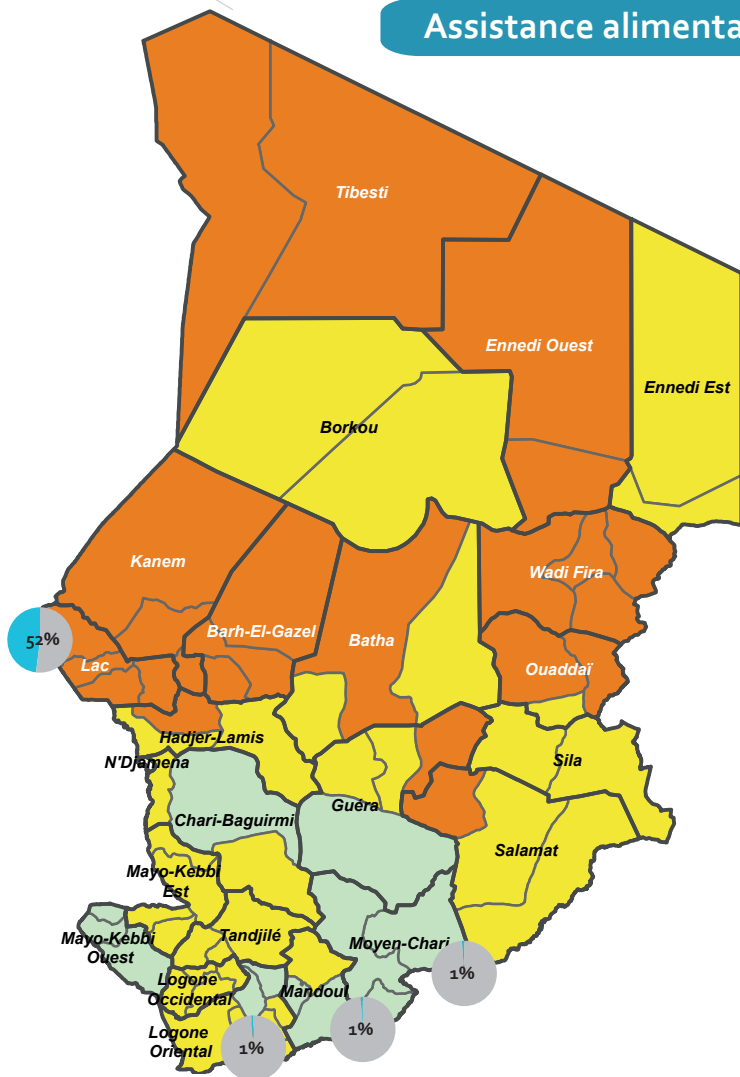 Assistance alimenta
Tibesti
Ennedi Ouest
Ennedi Est
Borkou
Kanem
Wadi Fira
Barh-El-Gazel
Batha
52%
Lac
Ouaddaï
Hadjer-Lamis
N'Djamena
Sila
Guéra
Chari-Baguirmi
Salamat
Mayo-Kebbi
Est
Tandjilé
Mayo-Kebbi
Ouest
Moyen-Chari
Logone
Occidental
Mandoul
1%
1%
Logone
Oriental
1%